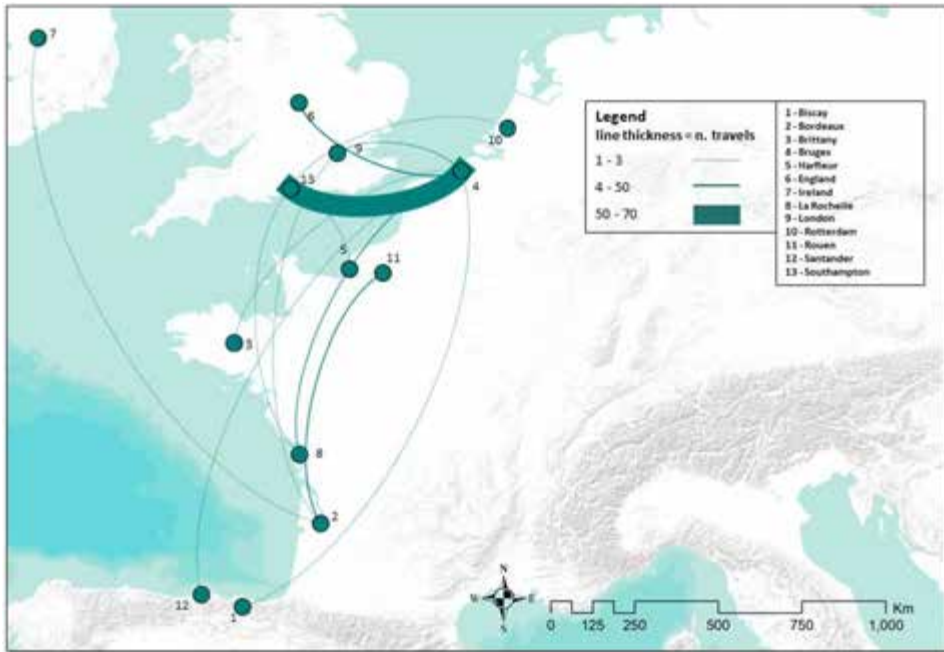 7
6
9
10
13
4
5
11
3
8
2
12
1
Legend
line thickness = n. travels
1 - 3
4 - 50
50 - 70
1 - Biscay
2 - Bordeaux
3 - Brittany
4 - Bruges
5 - Harfleur
6 - England
7 - Ireland
8 - La Rochelle
9 - London
10 - Rotterdam
11 - Rouen
12 - Santander
13 - Southampton
N
W E
S
Km
0 125 250 500 750 1,000